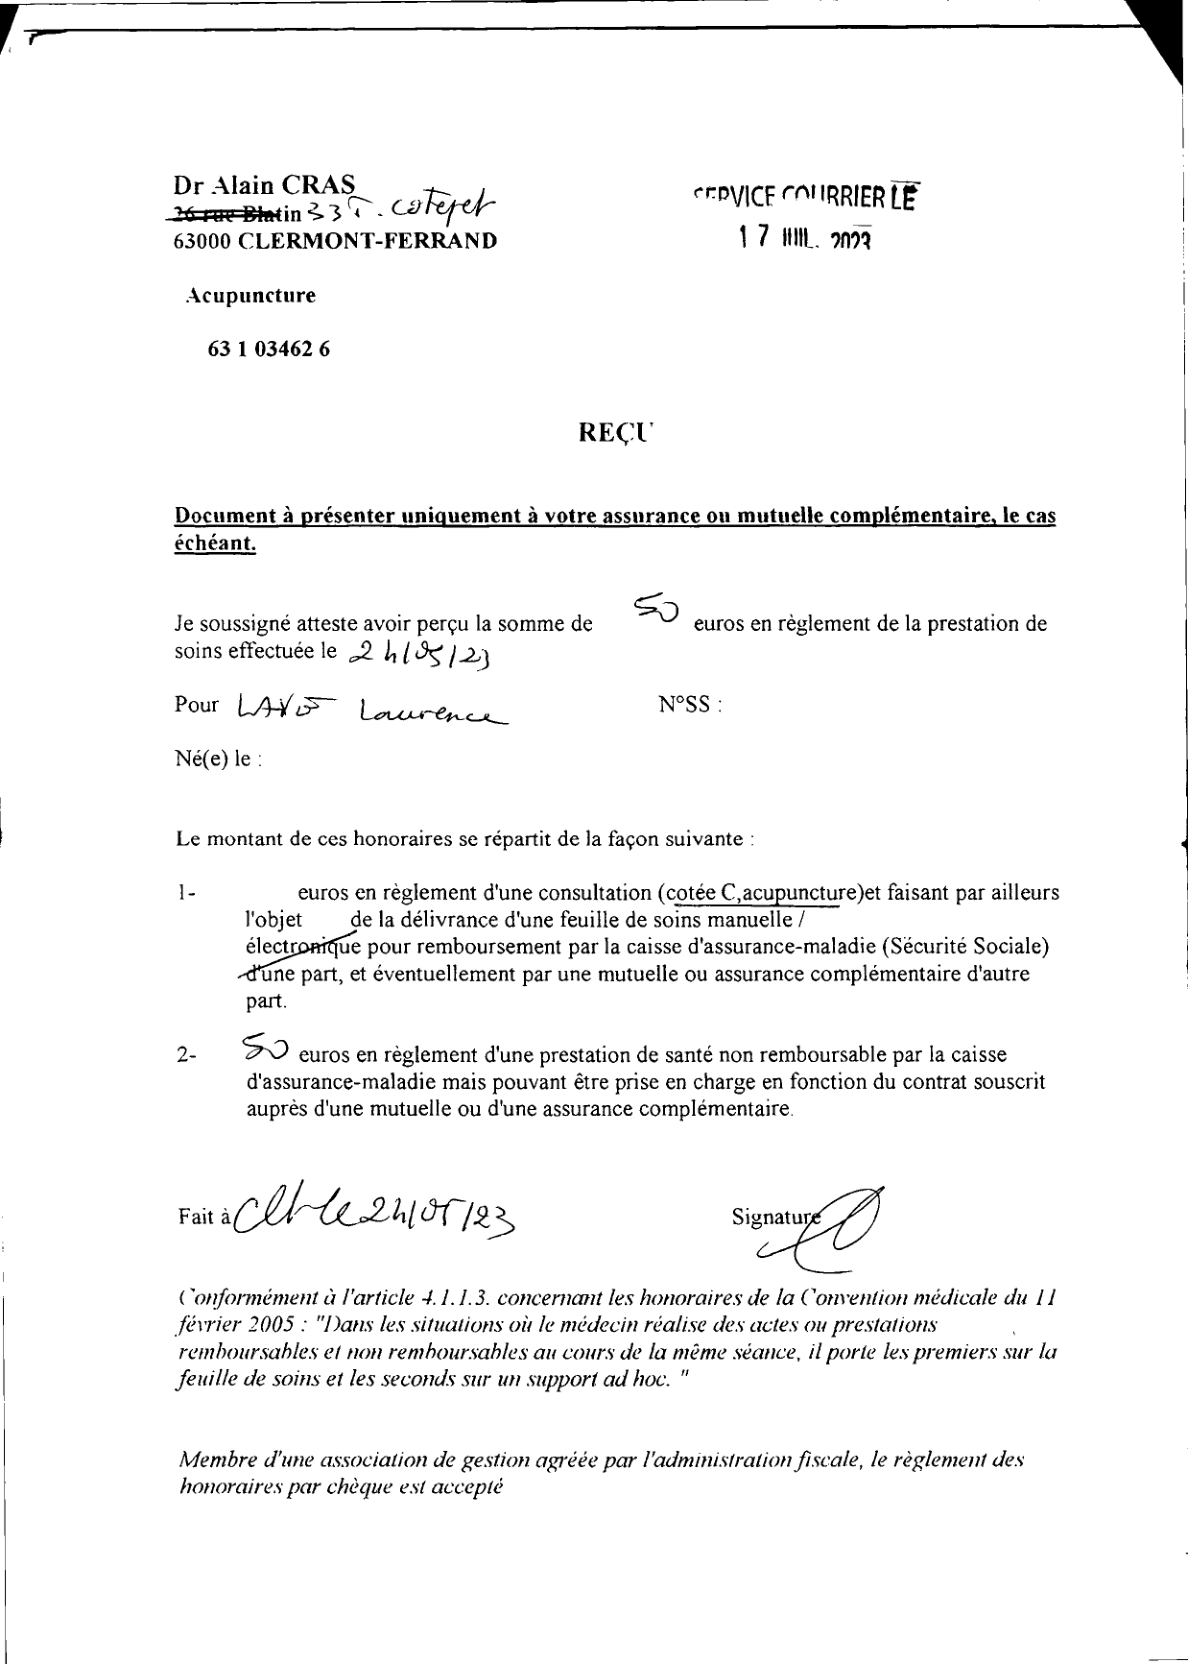 Dr Alain CRAS
26 rue Blatin 33 
63000 CLERMONT-FERRAND
SERVICE COURRIER LE
17 JUIL. 2023
Acupuncture
63 1 03462 6
REÇU
Document à présenter uniquement à votre assurance ou mutuelle complémentaire, le cas
échéant.
Je soussigné atteste avoir perçu la somme de 50 euros en règlement de la prestation de
soins effectuée le 24/05/23
Pour Laurence N°SS :
Né(e) le :
Le montant de ces honoraires se répartit de la façon suivante :
1- euros en règlement d'une consultation (cotée C,acupuncture)et faisant par ailleurs
l'objet de la délivrance d'une feuille de soins manuelle /
électronique pour remboursement par la caisse d'assurance-maladie (Sécurité Sociale)
d'une part, et éventuellement par une mutuelle ou assurance complémentaire d'autre
part.
2- 50 euros en règlement d'une prestation de santé non remboursable par la caisse
d'assurance-maladie mais pouvant être prise en charge en fonction du contrat souscrit
auprès d'une mutuelle ou d'une assurance complémentaire.
Fait à le 24/05/23 Signature
Conformément à l'article 4.1.1.3. concernant les honoraires de la Convention médicale du 11
février 2005 : "Dans les situations où le médecin réalise des actes ou prestations
remboursables et non remboursables au cours de la même séance, il porte les premiers sur la
feuille de soins et les seconds sur un support ad hoc. "
Membre d'une association de gestion agréée par l'administration fiscale, le règlement des
honoraires par chèque est accepté